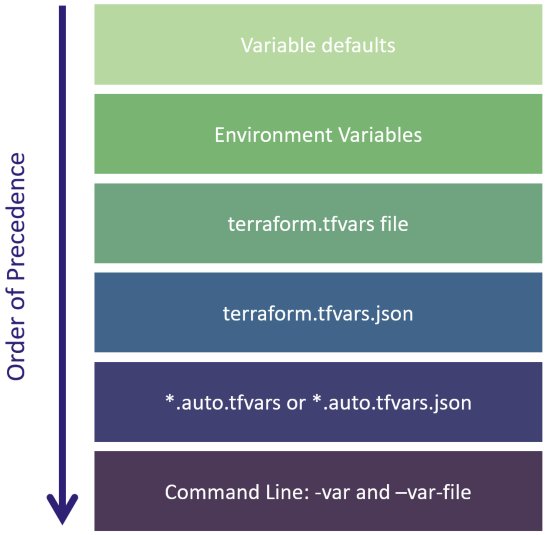 Order of Precedence
Variable defaults
Environment Variables
terraform.tfvars file
terraform.tfvars.json
*.auto.tfvars or *.auto.tfvars.json
Command Line: -var and –var-file